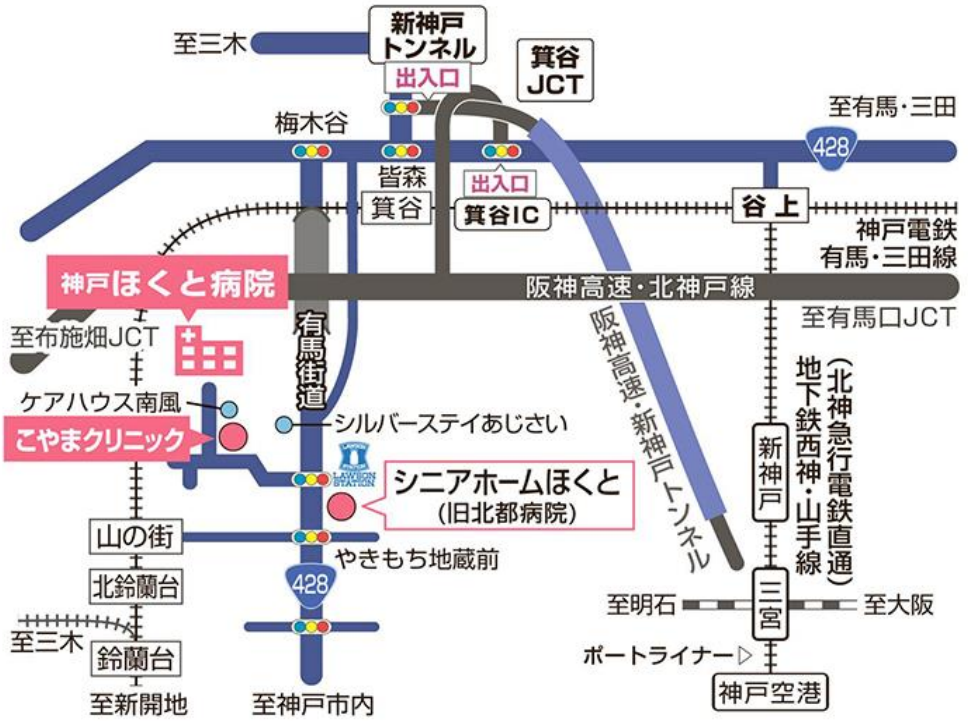 新神戸
トンネル
至三木
出入口
箕谷
JCT
至有馬・三田
梅木谷
428
皆森
出入口
箕谷
箕谷IC
谷上
神戸電鉄
有馬・三田線
神戸ほくと病院
阪神高速・北神戸線
至布施畑JCT
至有馬口JCT
有馬街道
阪神高速・新神戸トンネル
(北神急行電鉄直通)
地下鉄西神・山手線
ケアハウス南風
シルバーステイあじさい
こやまクリニック
新神戸
LAWSON
STATION
シニアホームほくと
(旧北都病院)
山の街
やきもち地蔵前
北鈴蘭台
428
三宮
至明石
至大阪
至三木
鈴蘭台
ポートライナー▷
至新開地
至神戸市内
神戸空港